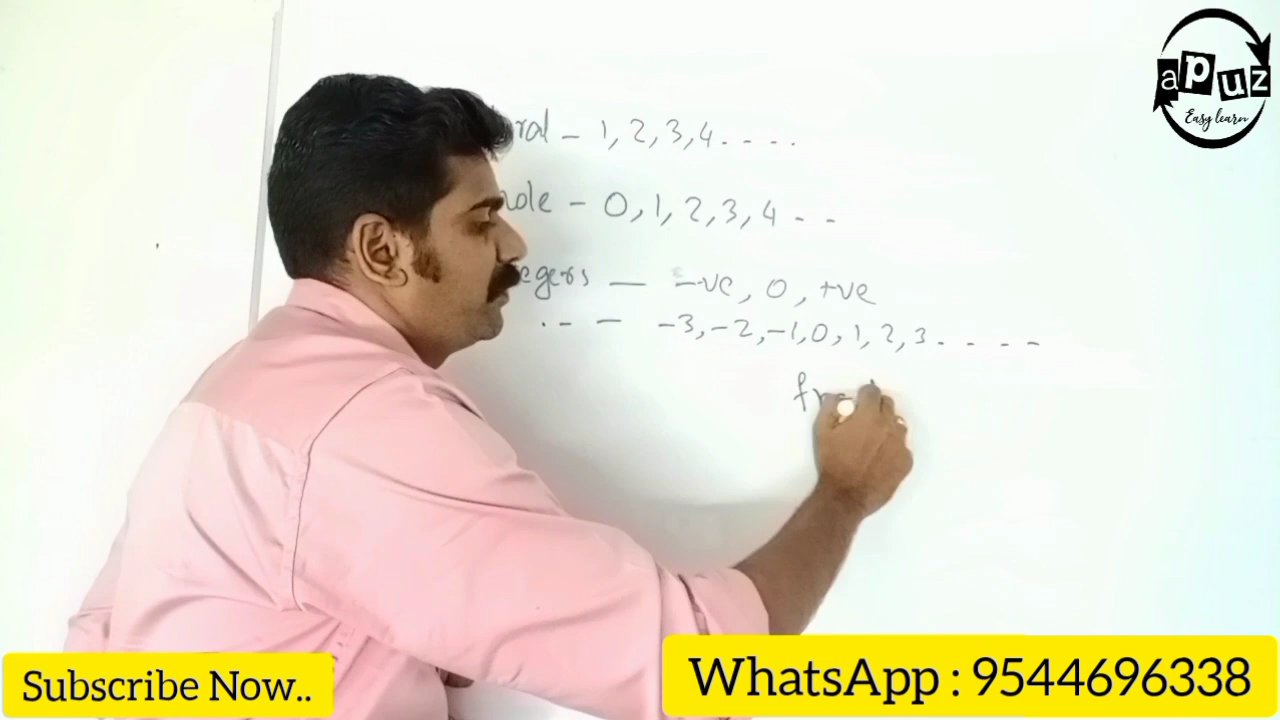 apuz
Easy learn
ral - 1, 2, 3, 4 . . . .
ole - 0, 1, 2, 3, 4 - -
egers — -ve, 0, +ve
. - - -3, -2, -1, 0, 1, 2, 3 . . - -
Subscribe Now..
WhatsApp : 9544696338